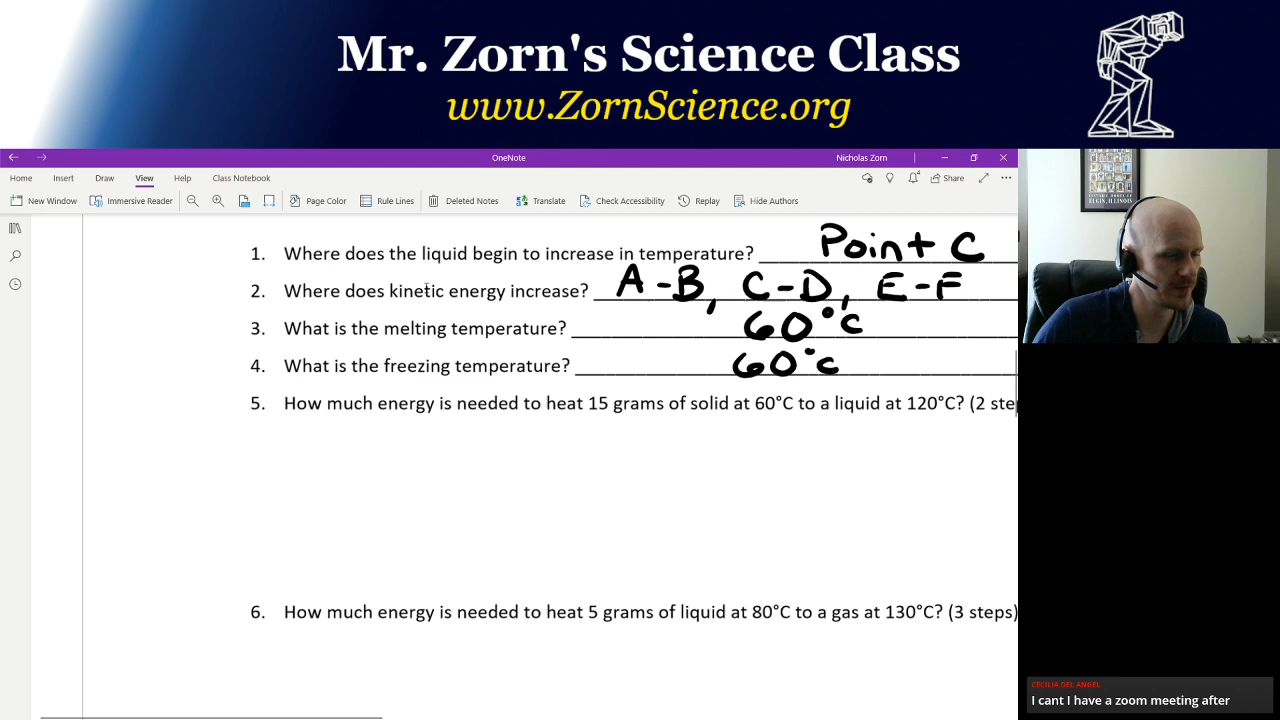 Mr. Zorn's Science Class
www.ZornScience.org
OneNote
Nicholas Zorn
Home Insert Draw View Help Class Notebook
Share
New Window Immersive Reader Page Color Rule Lines Deleted Notes Translate Check Accessibility Replay Hide Authors
1. Where does the liquid begin to increase in temperature? Point C
2. Where does kinetic energy increase? A-B, C-D, E-F
3. What is the melting temperature? 60°C
4. What is the freezing temperature? 60°C
5. How much energy is needed to heat 15 grams of solid at 60°C to a liquid at 120°C? (2 ste
6. How much energy is needed to heat 5 grams of liquid at 80°C to a gas at 130°C? (3 steps)
ELGIN, ILLINOIS
CECILIA DEL ANGEL
I cant I have a zoom meeting after